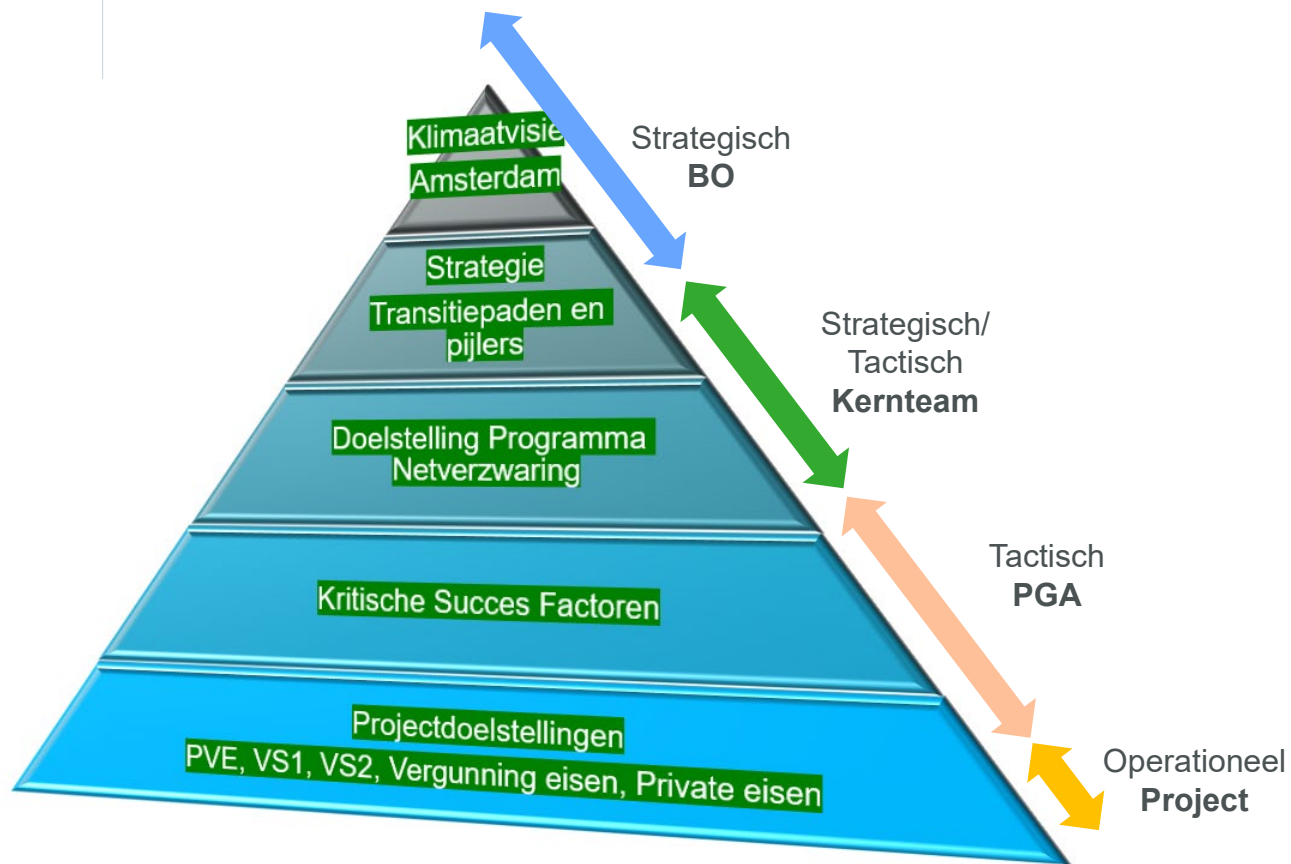 Klimaatvisie
Amsterdam
Strategie
Transitiepaden en
pijlers
Doelstelling Programma
Netverzwaring
Kritische Succes Factoren
Projectdoelstellingen
PVE, VS1, VS2, Vergunning eisen, Private eisen
Strategisch
BO
Strategisch/
Tactisch
Kernteam
Tactisch
PGA
Operationeel
Project